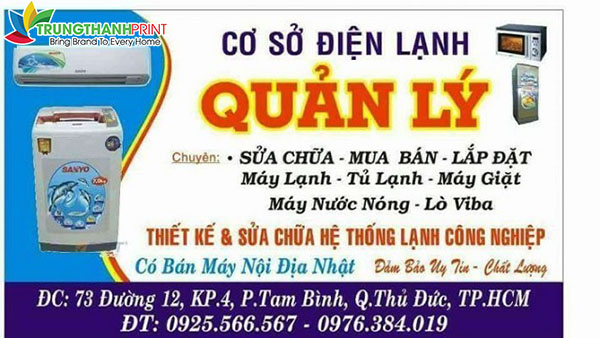 TRUNGTHANHPRINT
Bring Brand To Every Home
CƠ SỞ ĐIỆN LẠNH
QUẢN LÝ
Chuyên: • SỬA CHỮA - MUA BÁN - LẮP ĐẶT
Máy Lạnh - Tủ Lạnh - Máy Giặt
Máy Nước Nóng - Lò Viba
THIẾT KẾ & SỬA CHỮA HỆ THỐNG LẠNH CÔNG NGHIỆP
Có Bán Máy Nội Địa Nhật Đảm Bảo Uy Tín - Chất Lượng
ĐC: 73 Đường 12, KP.4, P.Tam Bình, Q.Thủ Đức, TP.HCM
ĐT: 0925.566.567 - 0976.384.019
SANYO